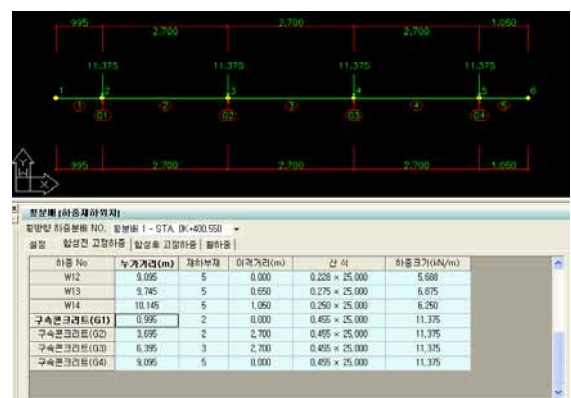 995 2.700 2.700 2.700 1.050
11.375 11.375 11.375 11.375
1 2 3 4 5 6
1 2 3 4 5
G1 G2 G3 G4
Y
X
995 2.700 2.700 2.700 1.050
횡분배 [하중재하위치]
횡방향 하중분배 NO. 횡분배 1 - STA. 0K+400.550
설정 합성전 고정하중 합성후 고정하중 활하중
하중 No 누가거리(m) 재하부재 이격거리(m) 산 식 하중크기(kN/m)
W12 9.095 5 0.000 0.228 × 25.000 5.688
W13 9.745 5 0.650 0.275 × 25.000 6.875
W14 10.145 5 1.050 0.250 × 25.000 6.250
구속콘크리트(G1) 0.995 2 0.000 0.455 × 25.000 11.375
구속콘크리트(G2) 3.695 2 2.700 0.455 × 25.000 11.375
구속콘크리트(G3) 6.395 3 2.700 0.455 × 25.000 11.375
구속콘크리트(G4) 9.095 5 0.000 0.455 × 25.000 11.375